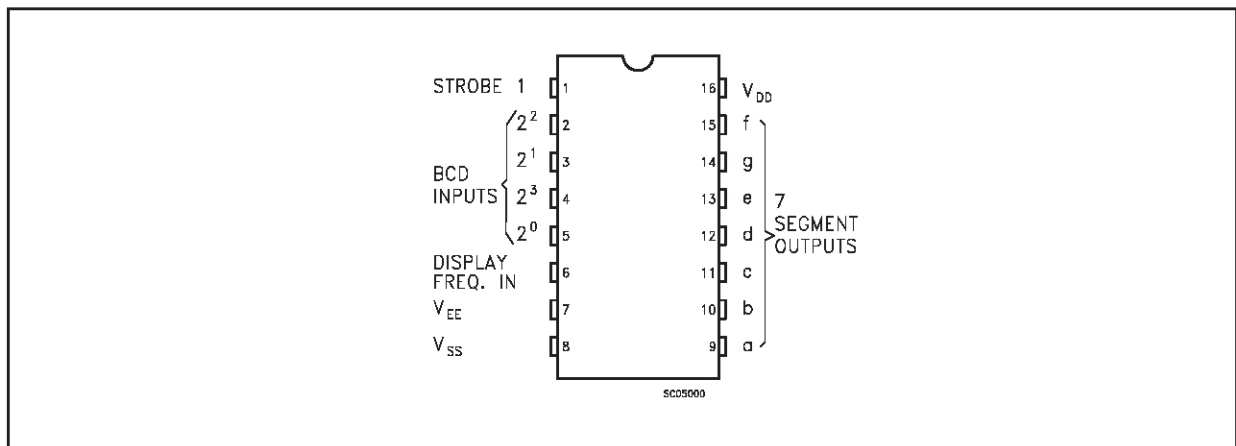 STROBE 1 1 16 V_DD
2² 2 15 f
2¹ 3 14 g
BCD
INPUTS
2³ 4 13 e
7
SEGMENT
OUTPUTS
2⁰ 5 12 d
DISPLAY
FREQ. IN 6 11 c
V_EE 7 10 b
V_SS 8 9 a
SC05000